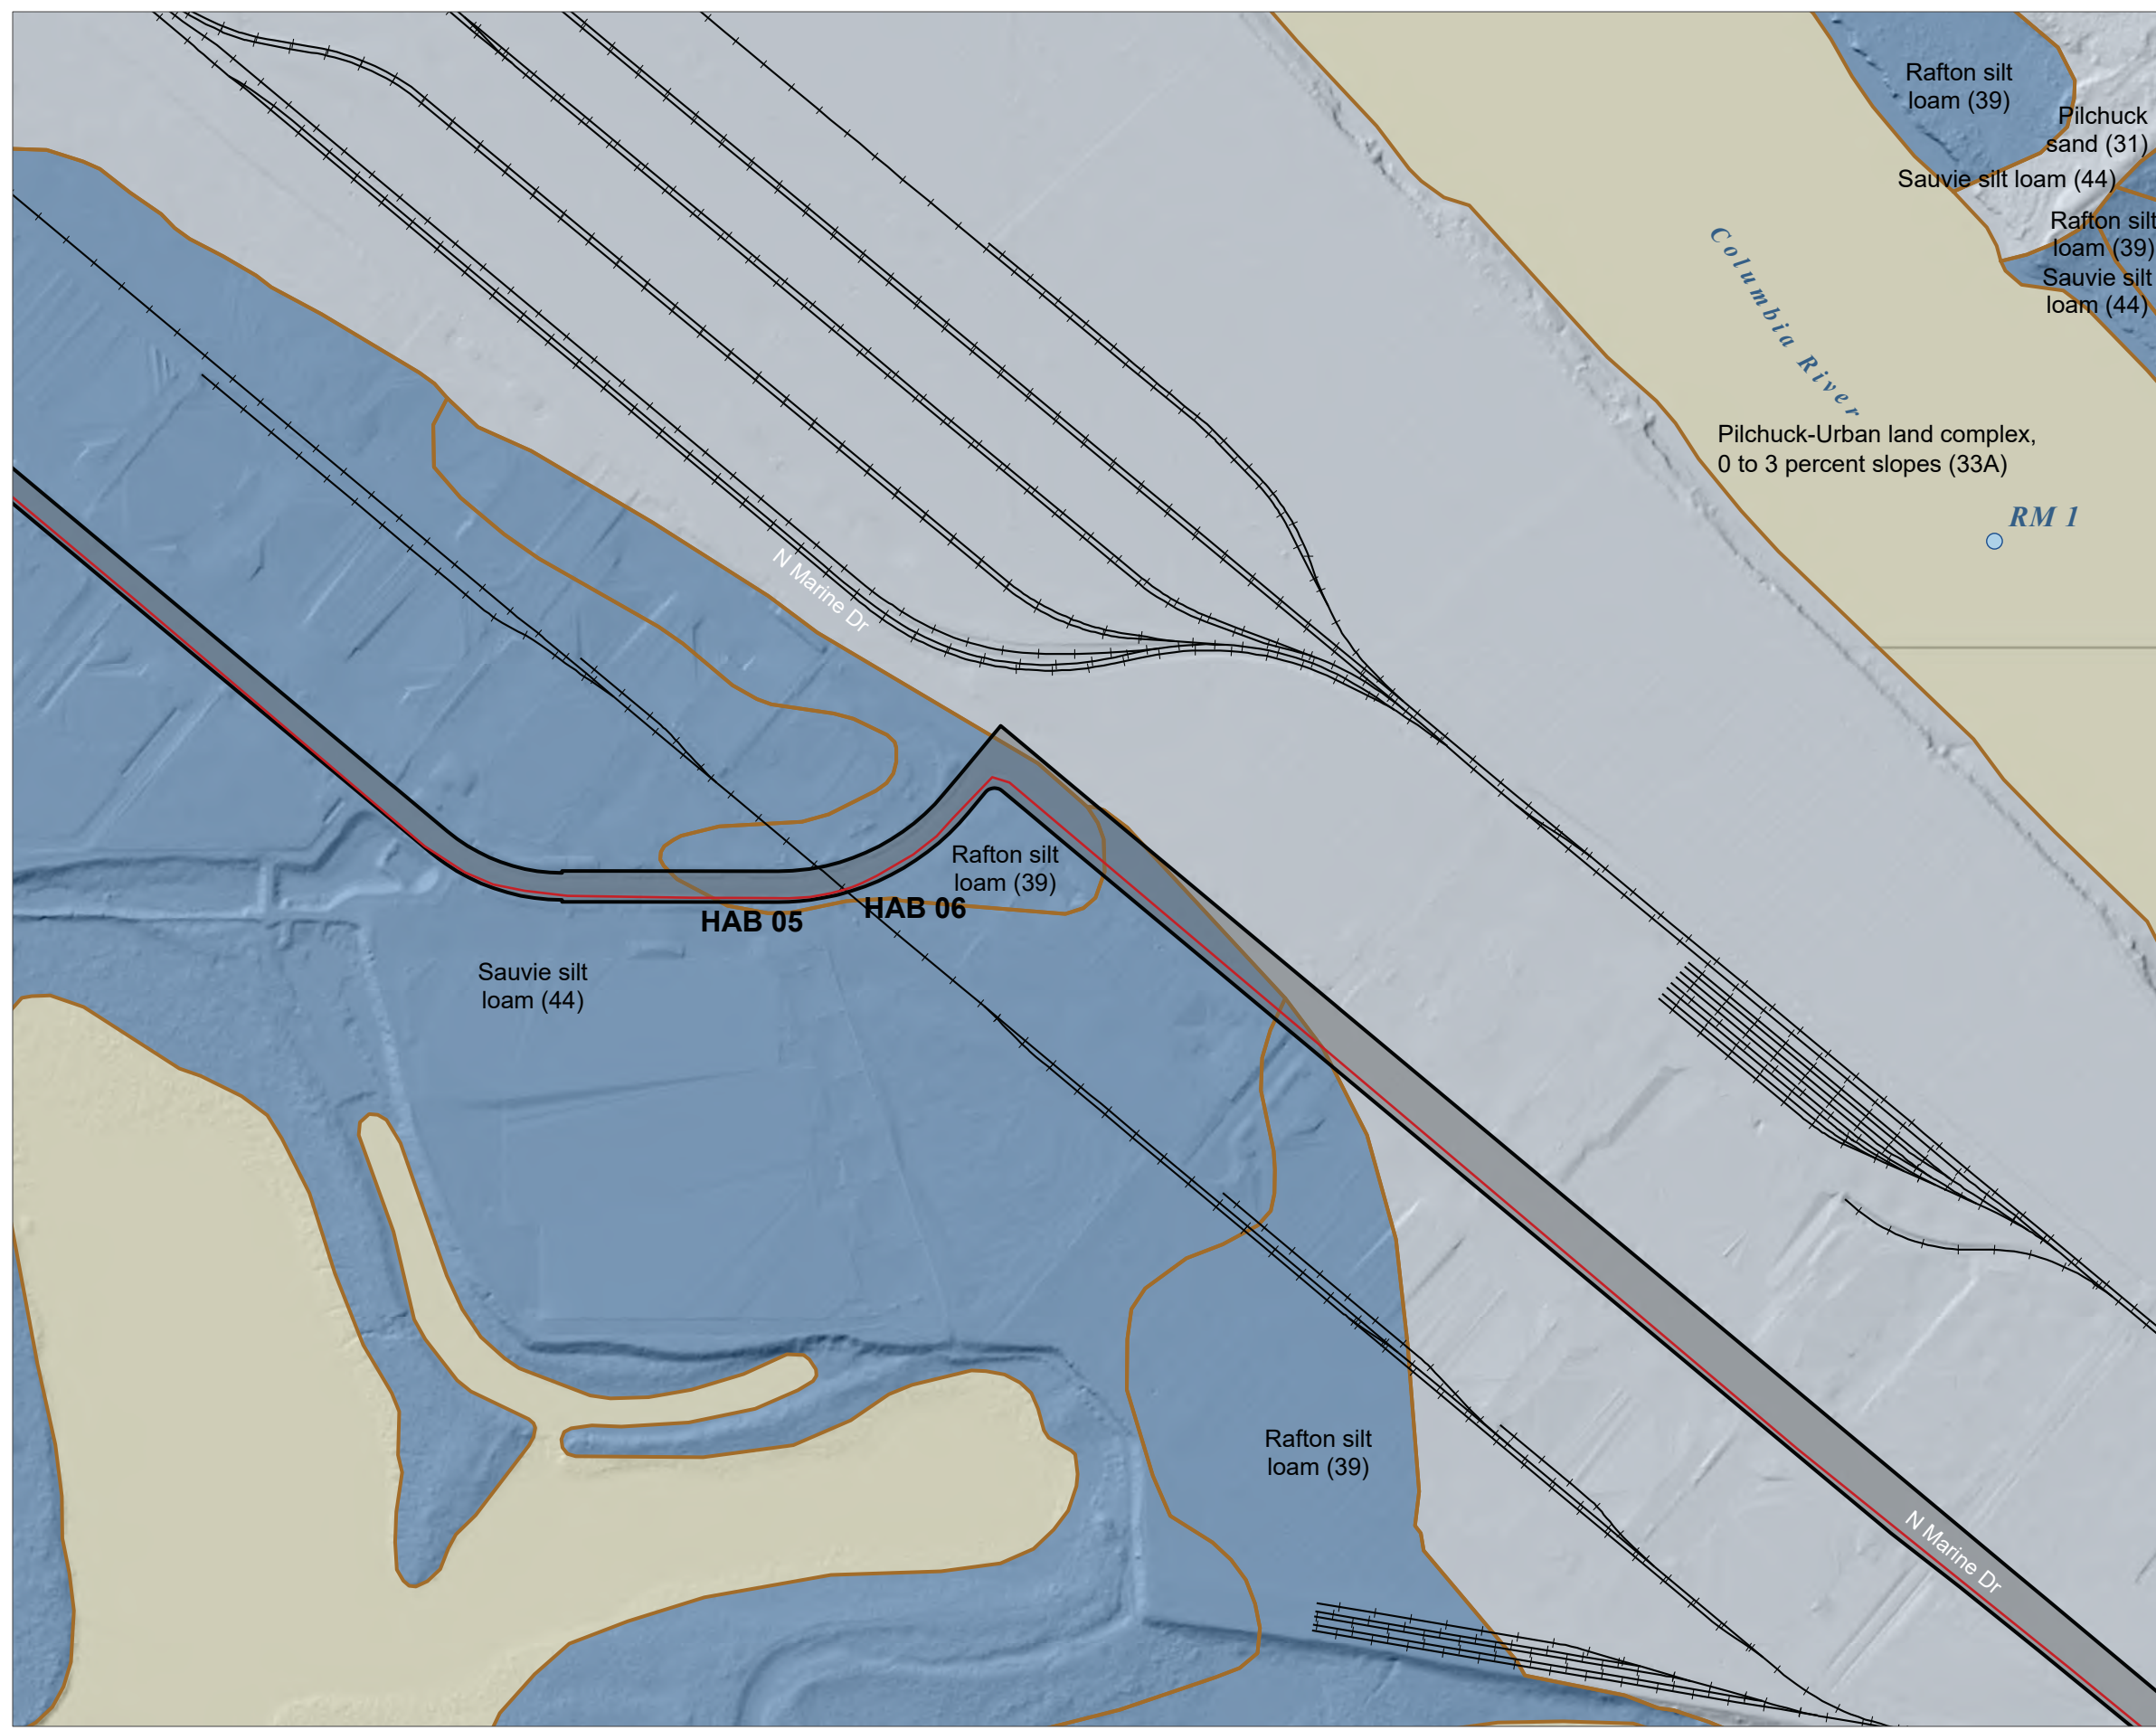 Rafton silt
loam (39)
Pilchuck
sand (31)
Sauvie silt loam (44)
Rafton silt
loam (39)
Sauvie silt
loam (44)
Columbia River
Pilchuck-Urban land complex,
0 to 3 percent slopes (33A)
RM 1
N Marine Dr
Rafton silt
loam (39)
HAB 06
HAB 05
Sauvie silt
loam (44)
Rafton silt
loam (39)
N Marine Dr